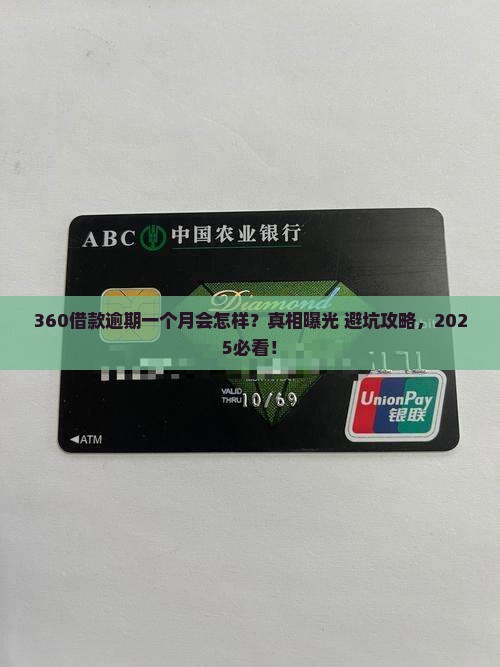 ABC 中国农业银行
Diamond
360借款逾期一个月会怎样？真相曝光 避坑攻略，202
5必看！
VALID
THRU 10/69
UnionPay
银联
◀ATM